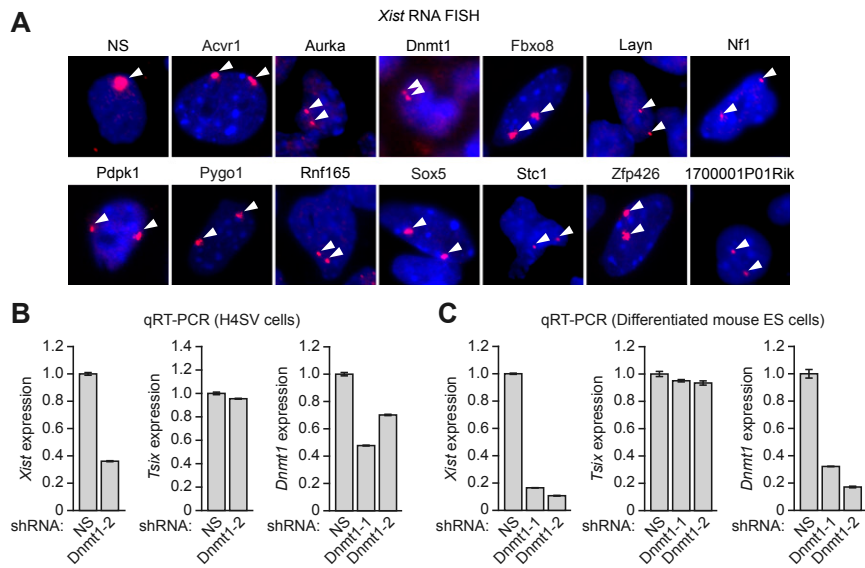 Xist RNA FISH
A
NS Acvr1 Aurka Dnmt1 Fbxo8 Layn Nf1
Pdpk1 Pygo1 Rnf165 Sox5 Stc1 Zfp426 1700001P01Rik
B
qRT-PCR (H4SV cells)
Xist expression
1.2
1.0
0.8
0.6
0.4
0.2
0
shRNA:
NS
Dnmt1-2
Tsix expression
1.4
1.2
1.0
0.8
0.6
0.4
0.2
0
shRNA:
NS
Dnmt1-2
Dnmt1 expression
1.2
1.0
0.8
0.6
0.4
0.2
0
shRNA:
NS
Dnmt1-1
Dnmt1-2
C
qRT-PCR (Differentiated mouse ES cells)
Xist expression
1.2
1.0
0.8
0.6
0.4
0.2
0
shRNA:
NS
Dnmt1-1
Dnmt1-2
Tsix expression
1.2
1.0
0.8
0.6
0.4
0.2
0
shRNA:
NS
Dnmt1-1
Dnmt1-2
Dnmt1 expression
1.2
1.0
0.8
0.6
0.4
0.2
0
shRNA:
NS
Dnmt1-1
Dnmt1-2